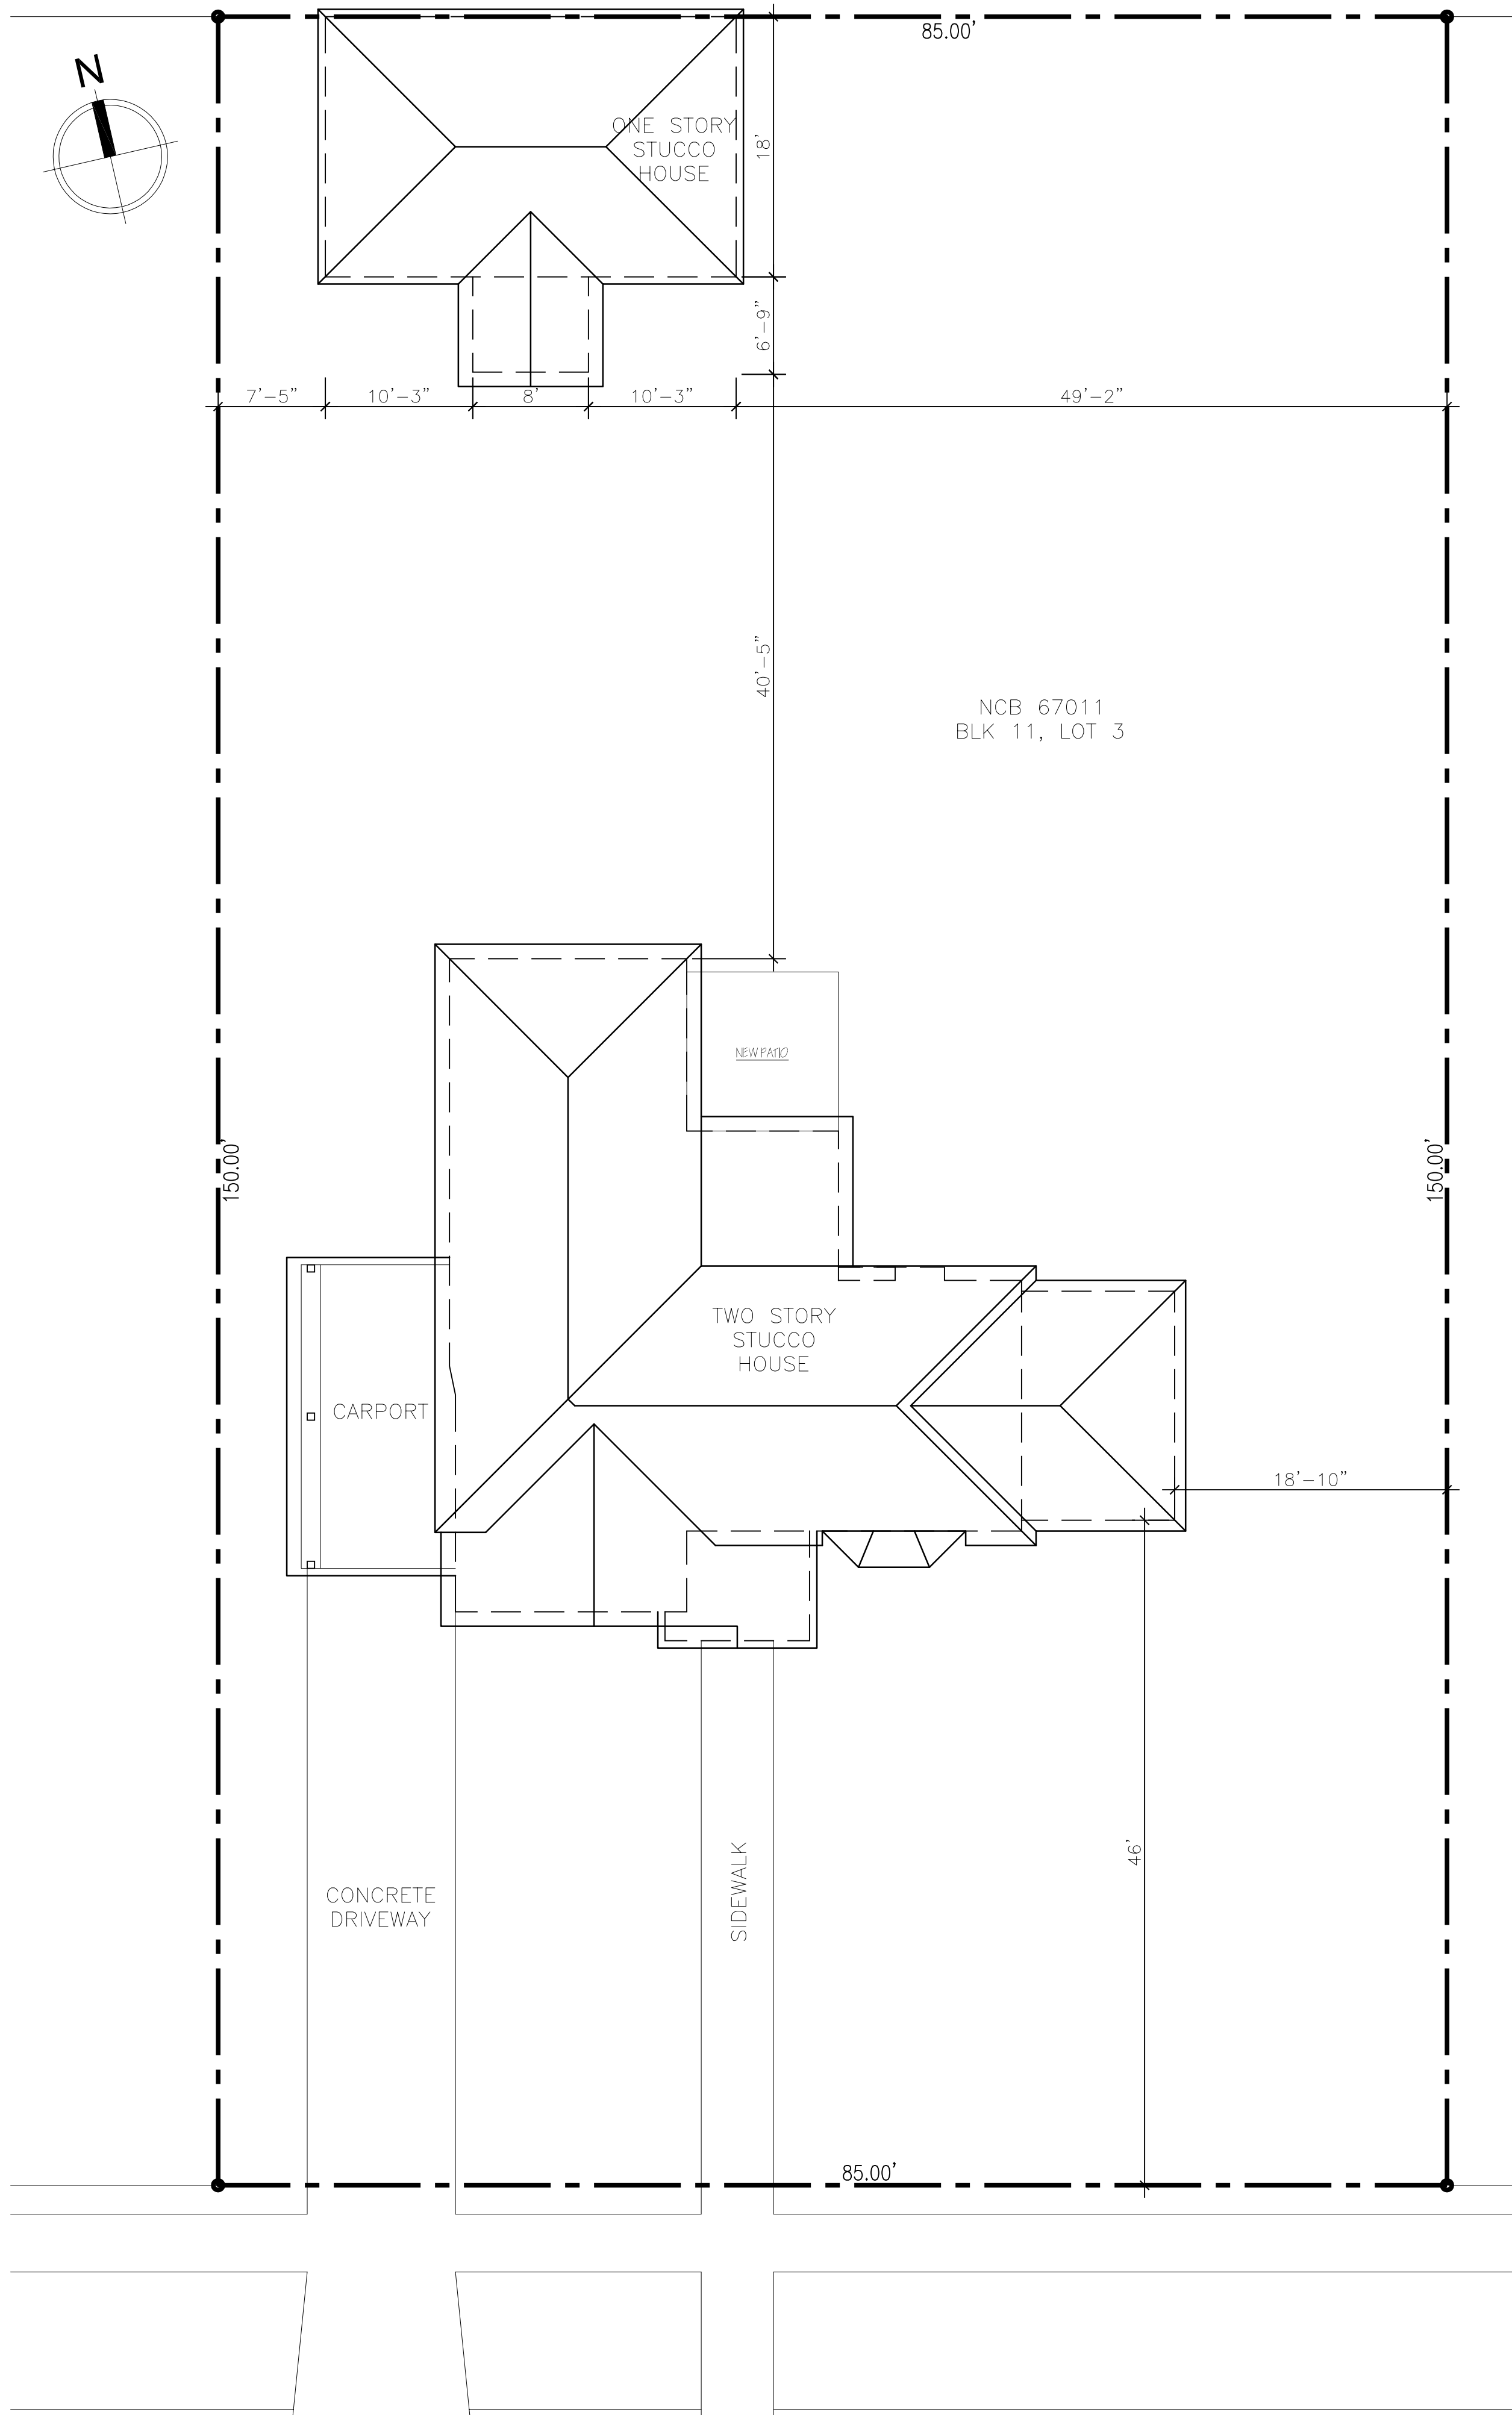 85.00'
N
ONE STORY
STUCCO
HOUSE
18'
6'-9"
7'-5"
10'-3"
8'
10'-3"
49'-2"
40'-5"
NCB 67011
BLK 11, LOT 3
NEW PATIO
150.00'
150.00'
TWO STORY
STUCCO
HOUSE
CARPORT
18'-10"
46'
SIDEWALK
CONCRETE
DRIVEWAY
85.00'